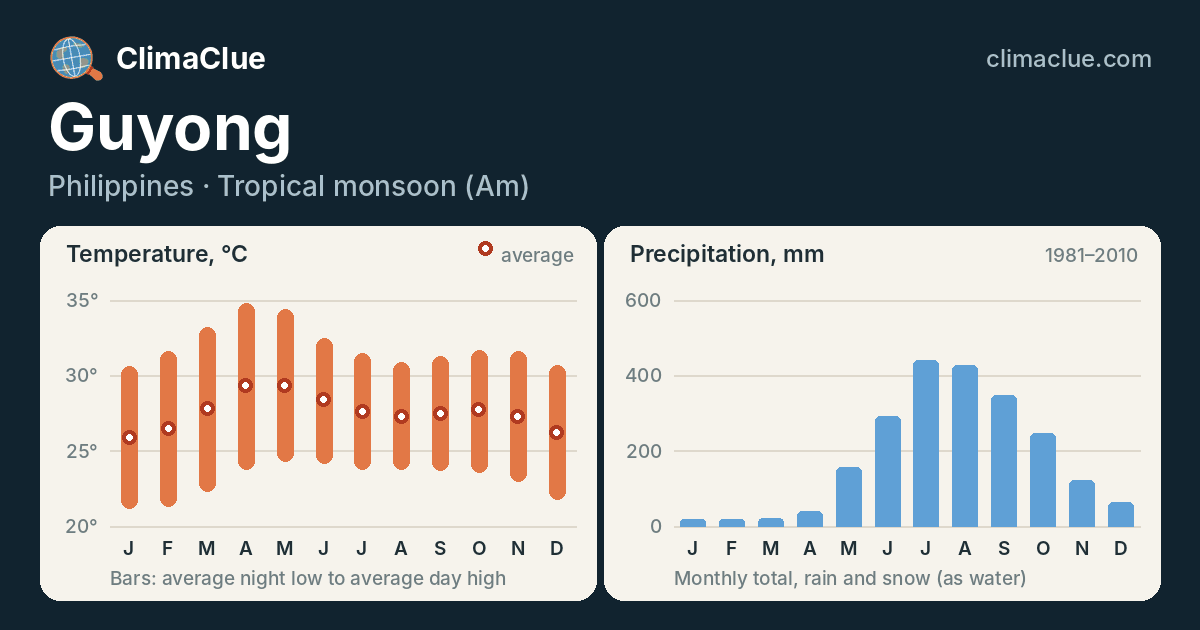 ClimaClue
climaclue.com
Guyong
Philippines · Tropical monsoon (Am)
Temperature, °C
average
35°
30°
25°
20°
J F M A M J J A S O N D
Bars: average night low to average day high
Precipitation, mm
1981–2010
600
400
200
0
J F M A M J J A S O N D
Monthly total, rain and snow (as water)